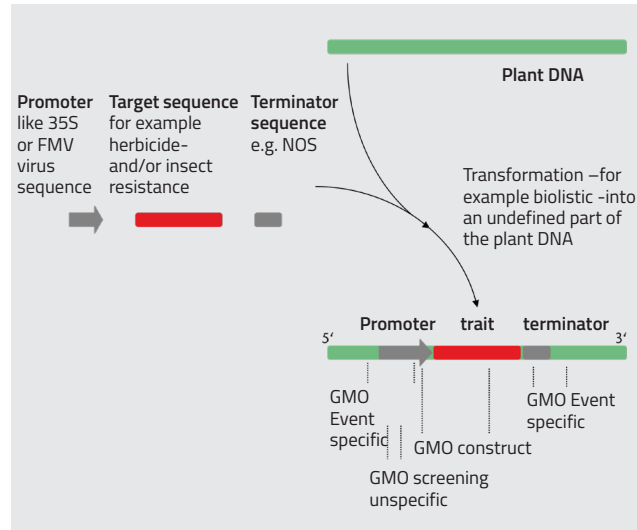 Plant DNA
Promoter
like 35S
or FMV
virus
sequence
Target sequence
for example
herbicide-
and/or insect
resistance
Terminator
sequence
e.g. NOS
Transformation –for
example biolistic -into
an undefined part of
the plant DNA
Promoter trait terminator
5‘ 3‘
GMO
Event
specific
GMO Event
specific
GMO construct
GMO screening
unspecific